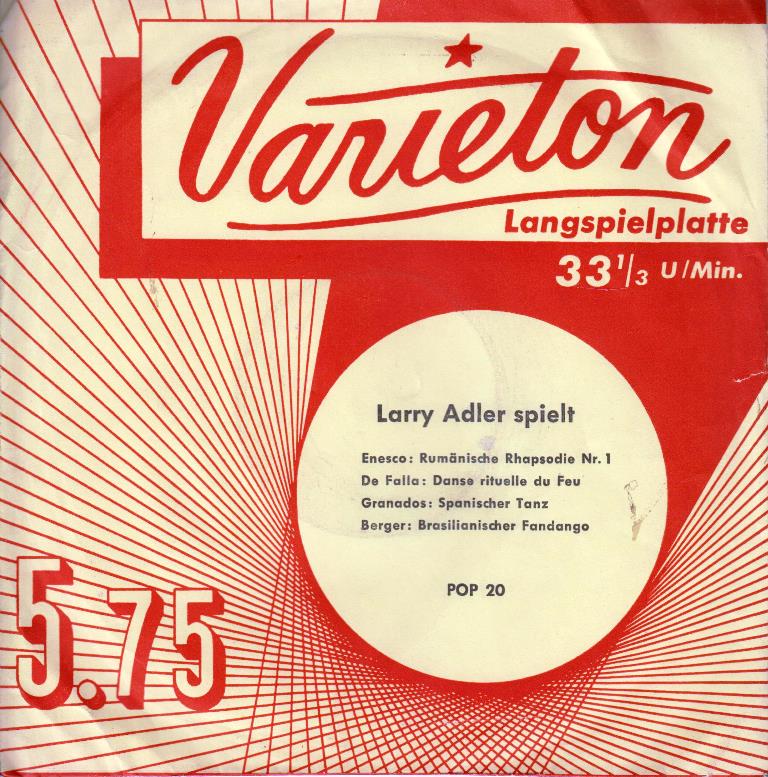 Varieton
Langspielplatte
33 1/3 U/Min.
Larry Adler spielt
Enesco: Rumänische Rhapsodie Nr. 1
De Falla: Danse rituelle du Feu
Granados: Spanischer Tanz
Berger: Brasilianischer Fandango
POP 20
5.75